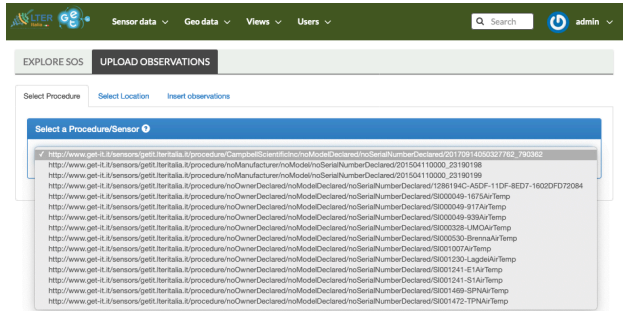 LTER
Italia
Get
Sensor data
Geo data
Views
Users
Search
admin
EXPLORE SOS
UPLOAD OBSERVATIONS
Select Procedure
Select Location
Insert observations
Select a Procedure/Sensor
http://www.get-it.it/sensors/getit.lteritalia.it/procedure/CampbellScientificInc/noModelDeclared/noSerialNumberDeclared/20170914050327762_790362
http://www.get-it.it/sensors/getit.lteritalia.it/procedure/noManufacturer/noModel/noSerialNumberDeclared/201504110000_23190198
http://www.get-it.it/sensors/getit.lteritalia.it/procedure/noManufacturer/noModel/noSerialNumberDeclared/201504110000_23190199
http://www.get-it.it/sensors/getit.lteritalia.it/procedure/noOwnerDeclared/noModelDeclared/noSerialNumberDeclared/1286194C-A5DF-11DF-8ED7-1602DFD72084
http://www.get-it.it/sensors/getit.lteritalia.it/procedure/noOwnerDeclared/noModelDeclared/noSerialNumberDeclared/SI000049-1675AirTemp
http://www.get-it.it/sensors/getit.lteritalia.it/procedure/noOwnerDeclared/noModelDeclared/noSerialNumberDeclared/SI000049-917AirTemp
http://www.get-it.it/sensors/getit.lteritalia.it/procedure/noOwnerDeclared/noModelDeclared/noSerialNumberDeclared/SI000049-939AirTemp
http://www.get-it.it/sensors/getit.lteritalia.it/procedure/noOwnerDeclared/noModelDeclared/noSerialNumberDeclared/SI000328-UMOAirTemp
http://www.get-it.it/sensors/getit.lteritalia.it/procedure/noOwnerDeclared/noModelDeclared/noSerialNumberDeclared/SI000530-BrennaAirTemp
http://www.get-it.it/sensors/getit.lteritalia.it/procedure/noOwnerDeclared/noModelDeclared/noSerialNumberDeclared/SI001007AirTemp
http://www.get-it.it/sensors/getit.lteritalia.it/procedure/noOwnerDeclared/noModelDeclared/noSerialNumberDeclared/SI001230-LagdeiAirTemp
http://www.get-it.it/sensors/getit.lteritalia.it/procedure/noOwnerDeclared/noModelDeclared/noSerialNumberDeclared/SI001241-E1AirTemp
http://www.get-it.it/sensors/getit.lteritalia.it/procedure/noOwnerDeclared/noModelDeclared/noSerialNumberDeclared/SI001241-S1AirTemp
http://www.get-it.it/sensors/getit.lteritalia.it/procedure/noOwnerDeclared/noModelDeclared/noSerialNumberDeclared/SI001469-SPNAirTemp
http://www.get-it.it/sensors/getit.lteritalia.it/procedure/noOwnerDeclared/noModelDeclared/noSerialNumberDeclared/SI001472-TPNAirTemp